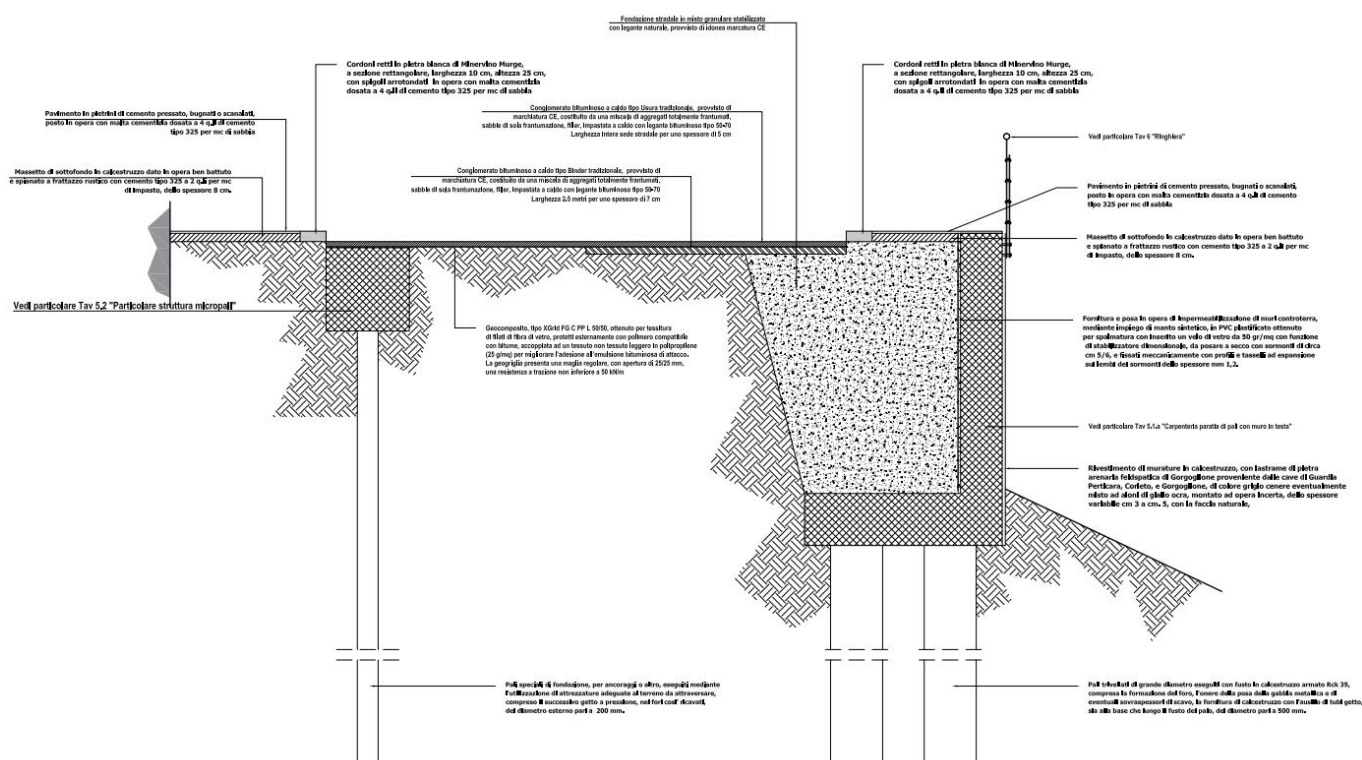 Fondazione stradale in misto granulare stabilizzato
con legante naturale, provvisto di idonea marcatura CE
Cordoni retti in pietra bianca di Minervino Murge,
a sezione rettangolare, larghezza 10 cm, altezza 25 cm,
con spigoli arrotondati in opera con malta cementizia
dosata a 4 q.li di cemento tipo 325 per mc di sabbia
Cordoni retti in pietra bianca di Minervino Murge,
a sezione rettangolare, larghezza 10 cm, altezza 25 cm,
con spigoli arrotondati in opera con malta cementizia
dosata a 4 q.li di cemento tipo 325 per mc di sabbia
Pavimento in pietrini di cemento pressato, bugnati o scanalati,
posto in opera con malta cementizia dosata a 4 q.li di cemento
tipo 325 per mc di sabbia
Conglomerato bituminoso a caldo tipo Usura tradizionale, provvisto di
marchiatura CE, costituito da una miscela di aggregati totalmente frantumati,
sabbie di sola frantumazione, filler, impastata a caldo con legante bituminoso tipo 50-70
Larghezza intera sede stradale per uno spessore di 5 cm
Vedi particolare Tav 6 "Ringhiera"
Massetto di sottofondo in calcestruzzo dato in opera ben battuto
e spianato a frattazzo rustico con cemento tipo 325 a 2 q.li per mc
di impasto, dello spessore 8 cm.
Conglomerato bituminoso a caldo tipo Binder tradizionale, provvisto di
marchiatura CE, costituito da una miscela di aggregati totalmente frantumati,
sabbie di sola frantumazione, filler, impastata a caldo con legante bituminoso tipo 50-70
Larghezza 2.5 metri per uno spessore di 7 cm
Pavimento in pietrini di cemento pressato, bugnati o scanalati,
posto in opera con malta cementizia dosata a 4 q.li di cemento
tipo 325 per mc di sabbia
Massetto di sottofondo in calcestruzzo dato in opera ben battuto
e spianato a frattazzo rustico con cemento tipo 325 a 2 q.li per mc
di impasto, dello spessore 8 cm.
Vedi particolare Tav 5.2 "Particolare struttura micropali"
Geocomposito, tipo XGrid FG C PP L 50/50, ottenuto per tessitura
di filati di fibra di vetro, protetti esternamente con polimero compatibile
con bitume, accoppiata ad un tessuto non tessuto leggero in polipropilene
(25 g/mq) per migliorare l'adesione all'emulsione bituminosa di attacco.
La geogriglia presenta una maglia regolare, con apertura di 25/25 mm,
una resistenza a trazione non inferiore a 50 kN/m
Fornitura e posa in opera di impermeabilizzazione di muri controterra,
mediante impiego di manto sintetico, in PVC plastificato ottenuto
per spalmatura con inserito un velo di vetro da 50 gr/mq con funzione
di stabilizzatore dimensionale, da posare a secco con sormonti di circa
cm 5/6, e fissati meccanicamente con profili e tasselli ad espansione
sui lembi dei sormonti dello spessore mm 1,2.
Vedi particolare Tav 5.1.a "Carpenteria paratia di pali con muro in testa"
Rivestimento di murature in calcestruzzo, con lastrame di pietra
arenaria feldspatica di Gorgoglione proveniente dalle cave di Guardia
Perticara, Corleto, e Gorgoglione, di colore grigio cenere eventualmente
misto ad aloni di giallo ocra, montato ad opera incerta, dello spessore
variabile cm 3 a cm. 5, con la faccia naturale,
Pali speciali di fondazione, per ancoraggi o altro, eseguiti mediante
l'utilizzazione di attrezzature adeguate al terreno da attraversare,
compreso il successivo getto a pressione, nei fori cosi' ricavati,
del diametro esterno pari a 200 mm.
Pali trivellati di grande diametro eseguiti con fusto in calcestruzzo armato Rck 35,
compresa la formazione del foro, l'onere della posa della gabbia metallica e di
eventuali sovraspessori di scavo, la fornitura di calcestruzzo con l'ausilio di tubi getto,
sia alla base che lungo il fusto del palo, del diametro pari a 500 mm.